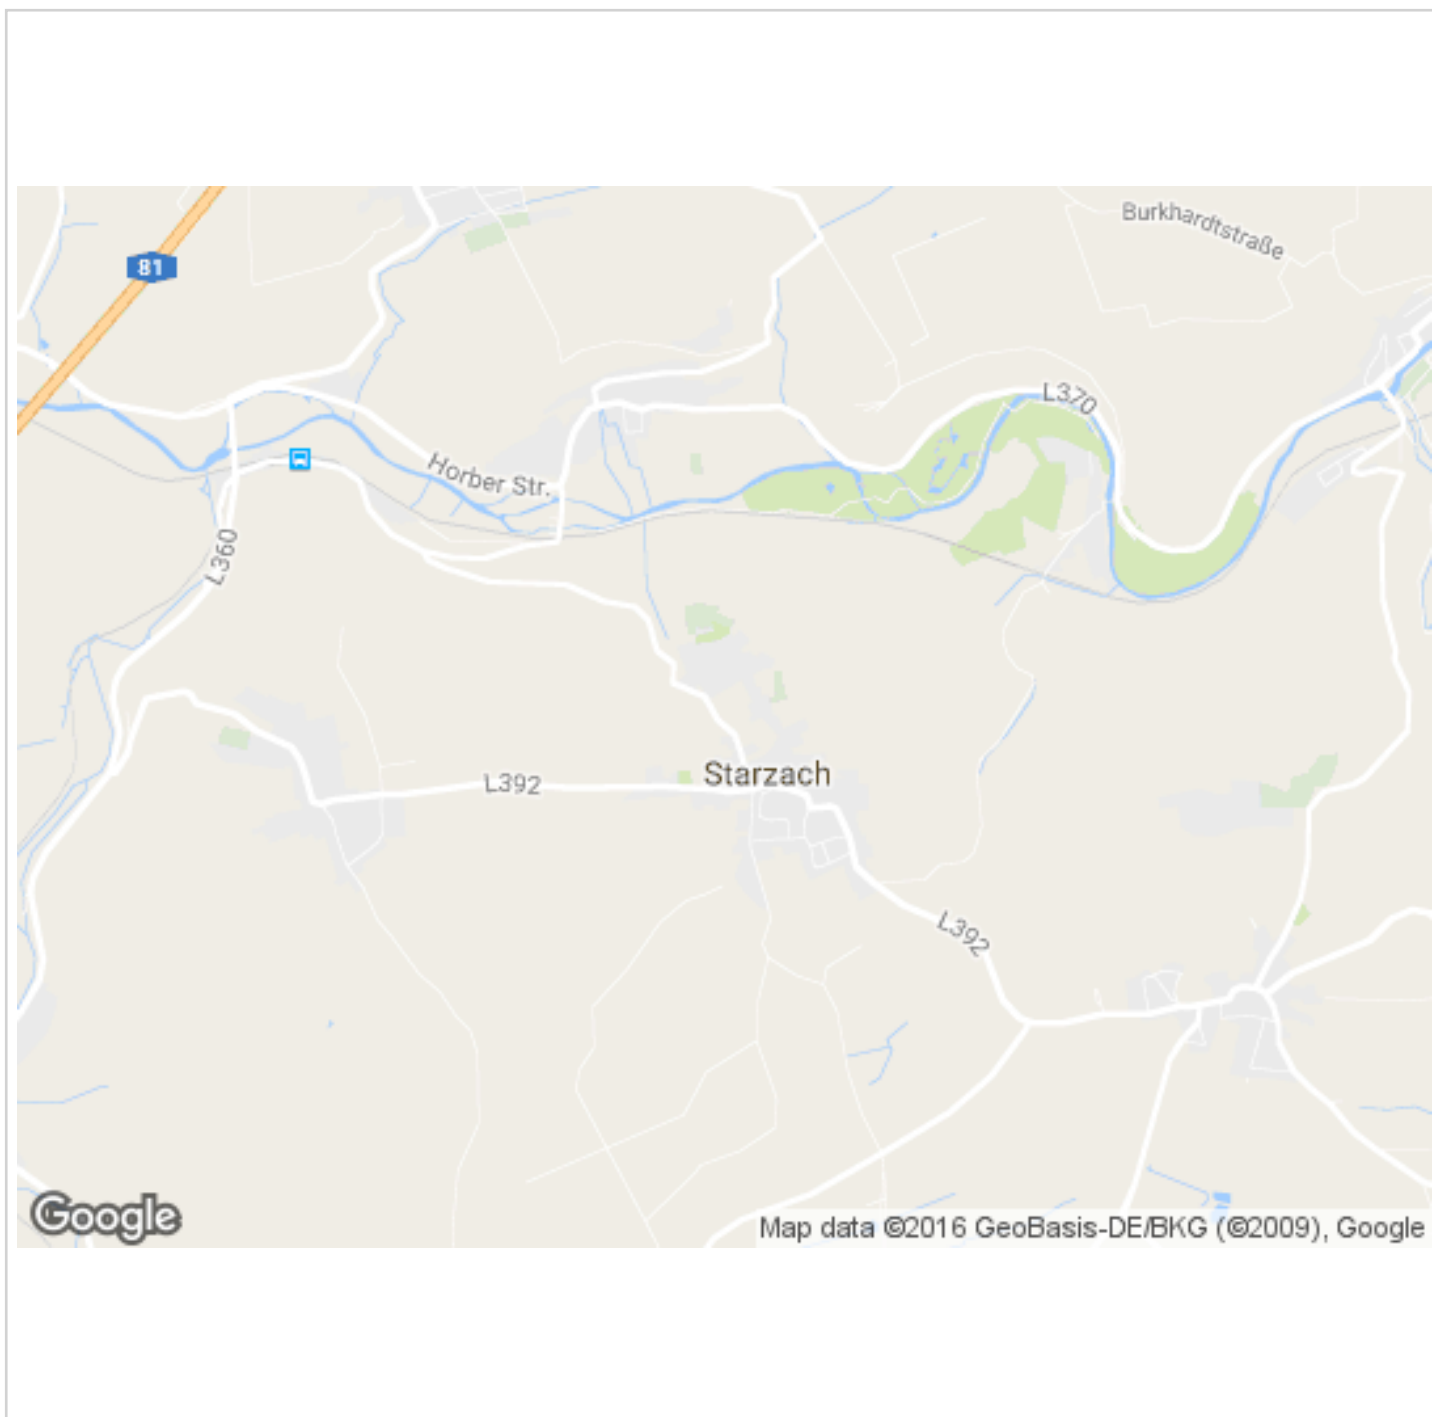 Burkhardtstraße
81
L370
Horber Str.
L360
Starzach
L392
L392
Google
Map data ©2016 GeoBasis-DE/BKG (©2009), Google